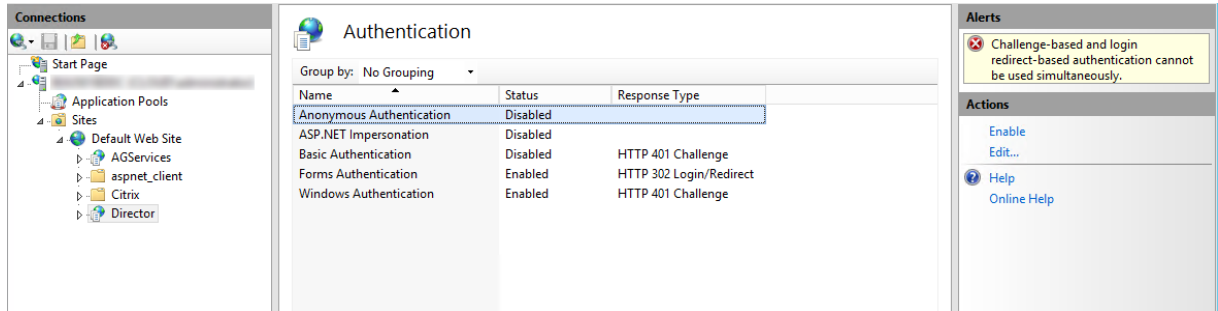 Connections
Start Page
Application Pools
Sites
Default Web Site
AGServices
aspnet_client
Citrix
Director
Authentication
Group by: No Grouping
Name Status Response Type
Anonymous Authentication Disabled
ASP.NET Impersonation Disabled
Basic Authentication Disabled HTTP 401 Challenge
Forms Authentication Enabled HTTP 302 Login/Redirect
Windows Authentication Enabled HTTP 401 Challenge
Alerts
Challenge-based and login
redirect-based authentication cannot
be used simultaneously.
Actions
Enable
Edit...
Help
Online Help